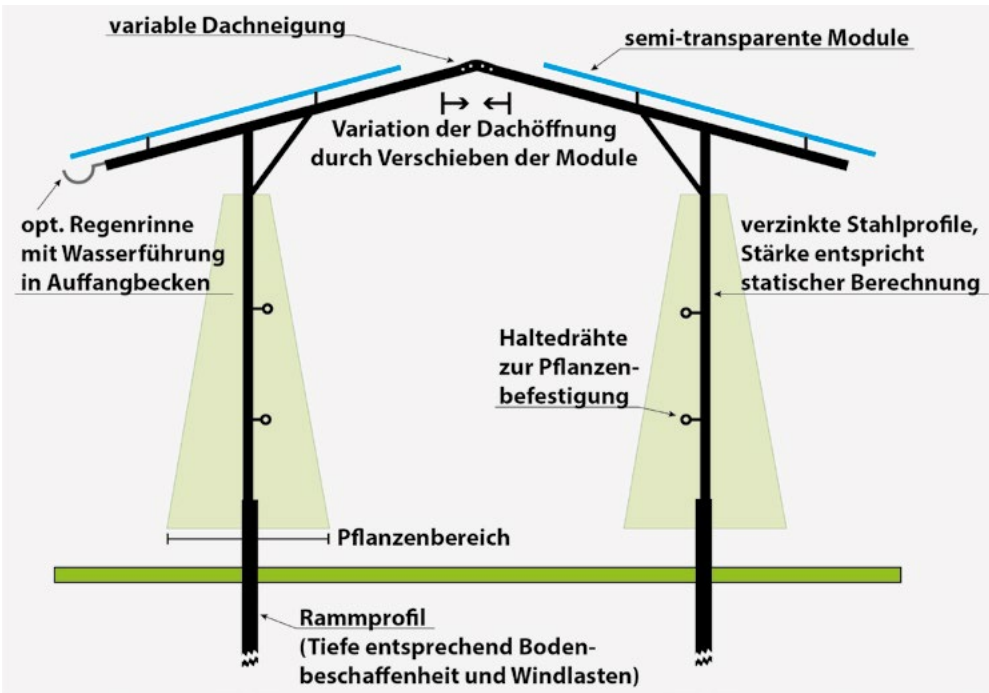 variable Dachneigung
semi-transparente Module
Variation der Dachöffnung
durch Verschieben der Module
opt. Regenrinne
mit Wasserführung
in Auffangbecken
verzinkte Stahlprofile,
Stärke entspricht
statischer Berechnung
Haltedrähte
zur Pflanzen-
befestigung
Pflanzenbereich
Rammprofil
(Tiefe entsprechend Boden-
beschaffenheit und Windlasten)